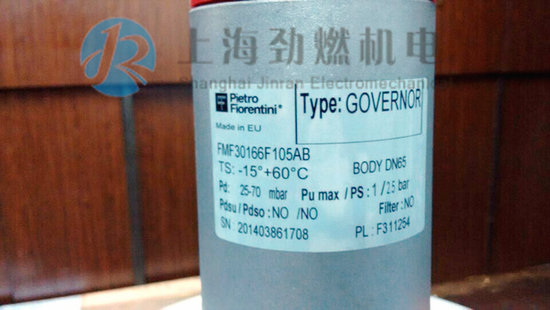 上海劲燃机电
Shanghai Jinran Electromechanic
Pietro
Fiorentini®
Made in EU
Type: GOVERNOR
FMF30166F105AB
TS: -15°+60°C
BODY DN65
Pd: 25-70 mbar
Pu max / PS: 1 / 25 bar
Pdsu / Pdso: NO /NO
Filter: NO
SN 201403861708
PL : F311254